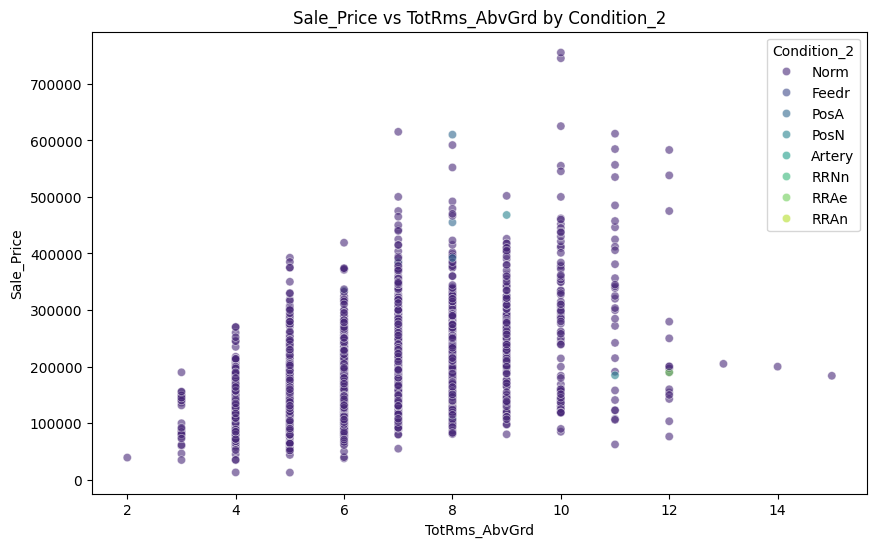 Sale_Price vs TotRms_AbvGrd by Condition_2
Condition_2
Norm
Feedr
PosA
PosN
Artery
RRNn
RRAe
RRAn
Sale_Price
700000
600000
500000
400000
300000
200000
100000
0
2 4 6 8 10 12 14
TotRms_AbvGrd